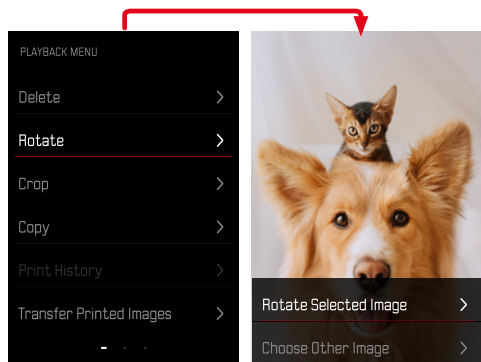 PLAYBACK MENU
Delete
Rotate
Crop
Copy
Print History
Transfer Printed Images
Rotate Selected Image
Choose Other Image